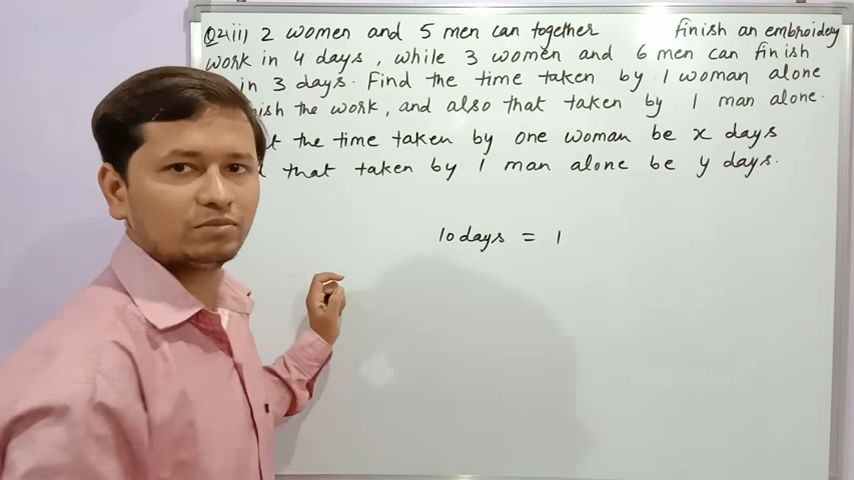 Q2(ii) 2 women and 5 men can together finish an embroidery
work in 4 days, while 3 women and 6 men can finish
in 3 days. Find the time taken by 1 woman alone
the work, and also that taken by 1 man alone.
the time taken by one woman be x days
that taken by 1 man alone be y days.
10 days = 1